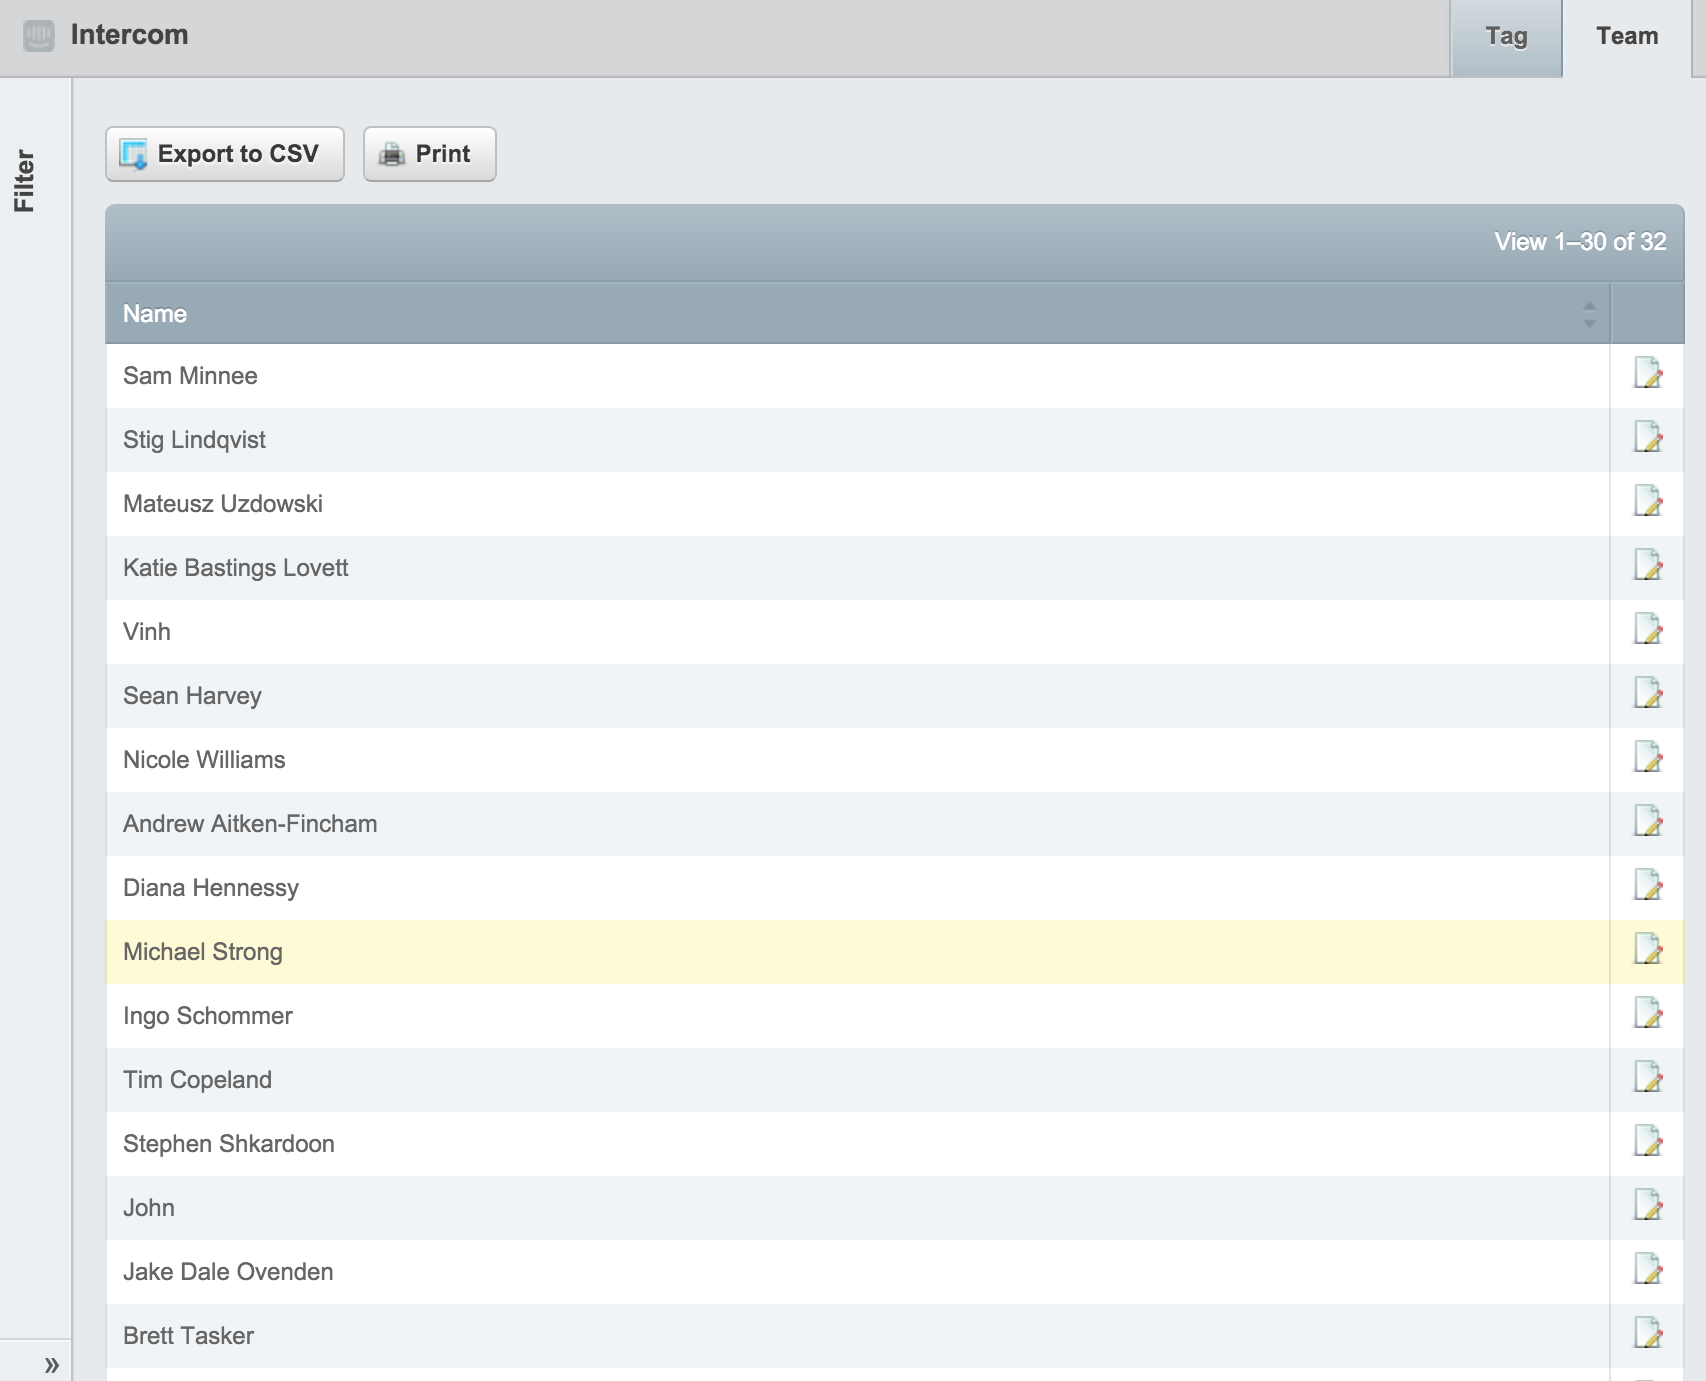 Intercom
Tag
Team
Filter
Export to CSV
Print
View 1–30 of 32
Name
Sam Minnee
Stig Lindqvist
Mateusz Uzdowski
Katie Bastings Lovett
Vinh
Sean Harvey
Nicole Williams
Andrew Aitken-Fincham
Diana Hennessy
Michael Strong
Ingo Schommer
Tim Copeland
Stephen Shkardoon
John
Jake Dale Ovenden
Brett Tasker
»